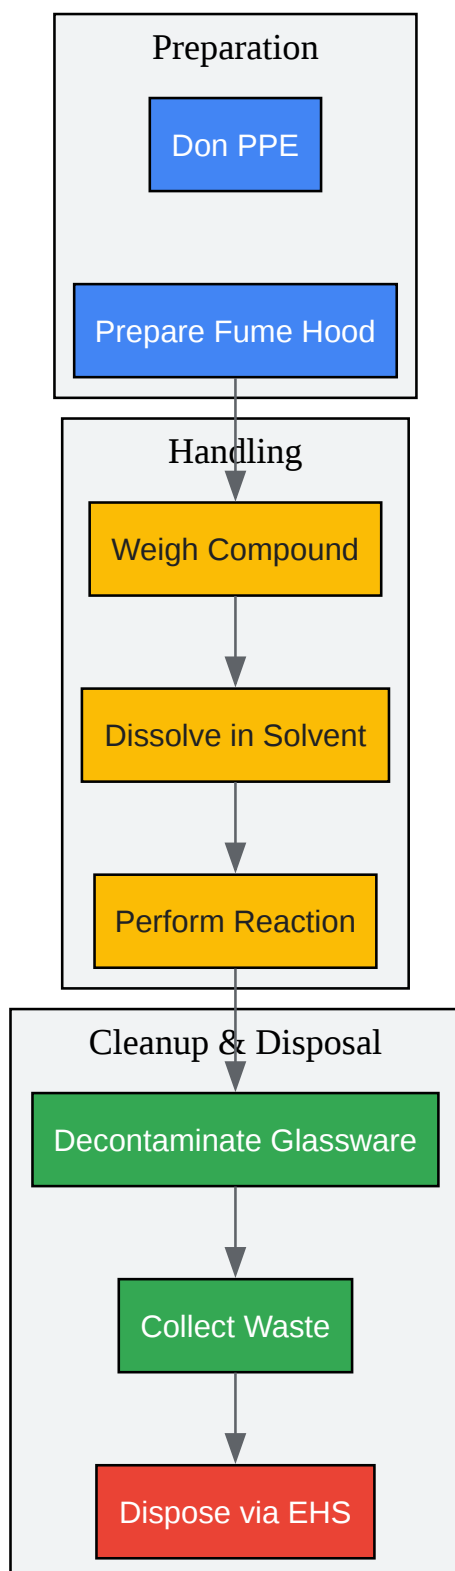 Preparation
Don PPE
Prepare Fume Hood
Handling
Weigh Compound
Dissolve in Solvent
Perform Reaction
Cleanup & Disposal
Decontaminate Glassware
Collect Waste
Dispose via EHS